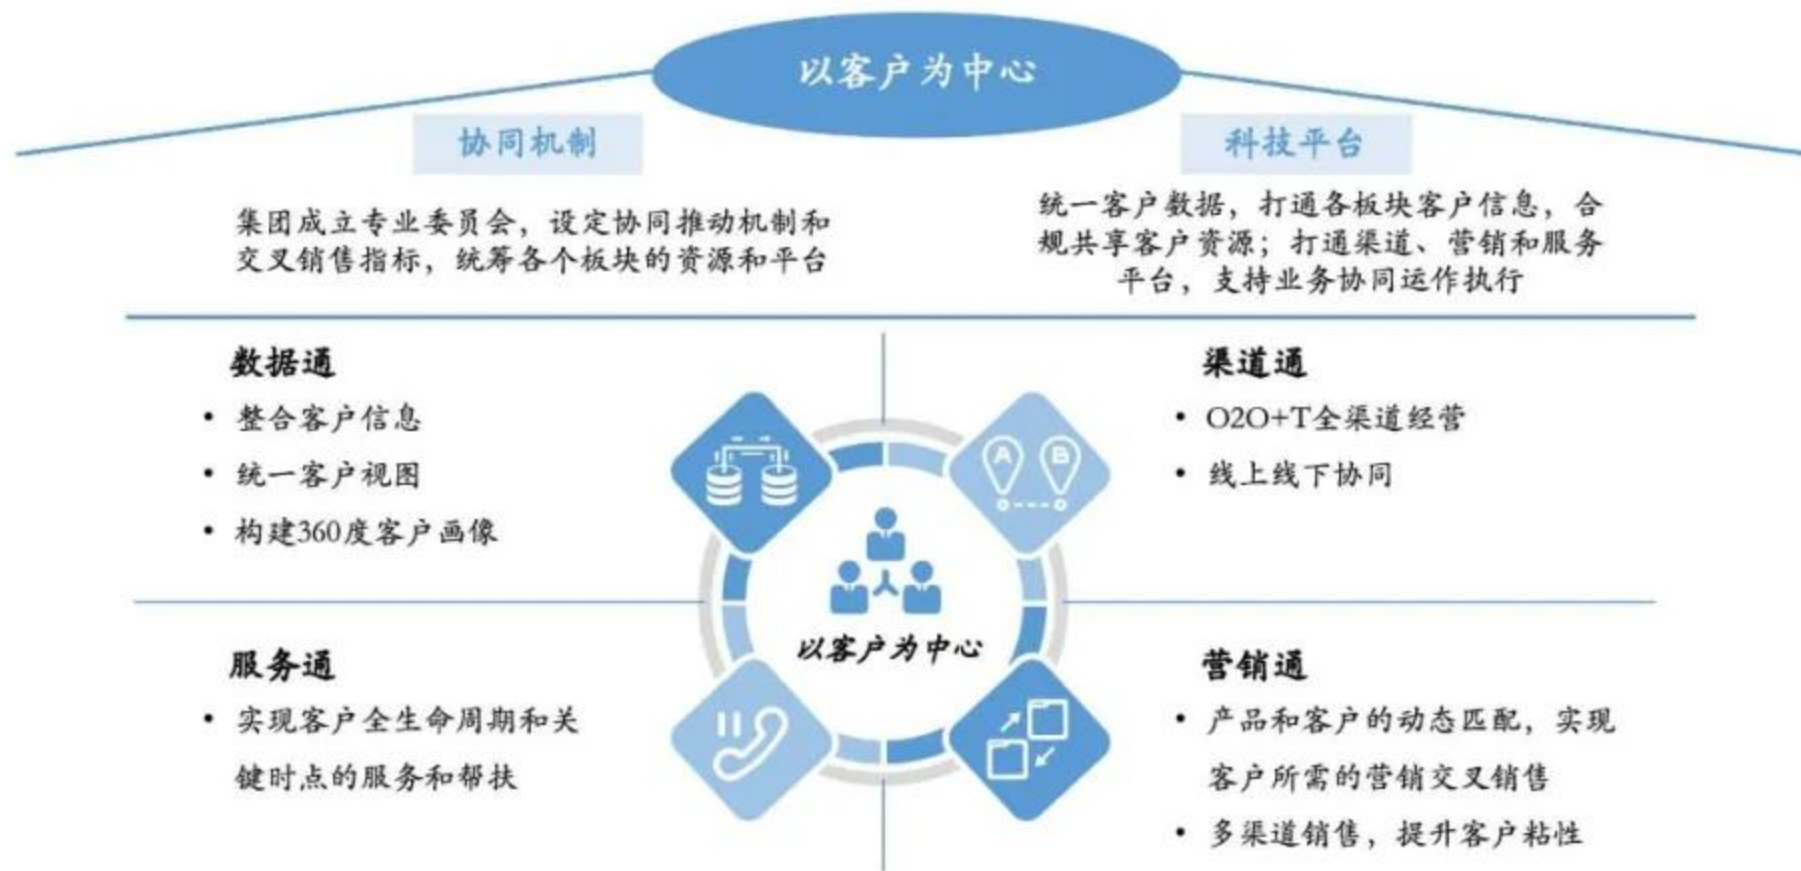 以客户为中心
协同机制
集团成立专业委员会，设定协同推动机制和
交叉销售指标，统筹各个板块的资源和平台
科技平台
统一客户数据，打通各板块客户信息，合
规共享客户资源；打通渠道、营销和服务
平台，支持业务协同运作执行
数据通
• 整合客户信息
• 统一客户视图
• 构建360度客户画像
渠道通
• O2O+T全渠道经营
• 线上线下协同
A
B
以客户为中心
服务通
• 实现客户全生命周期和关
键时点的服务和帮扶
营销通
• 产品和客户的动态匹配，实现
客户所需的营销交叉销售
• 多渠道销售，提升客户粘性